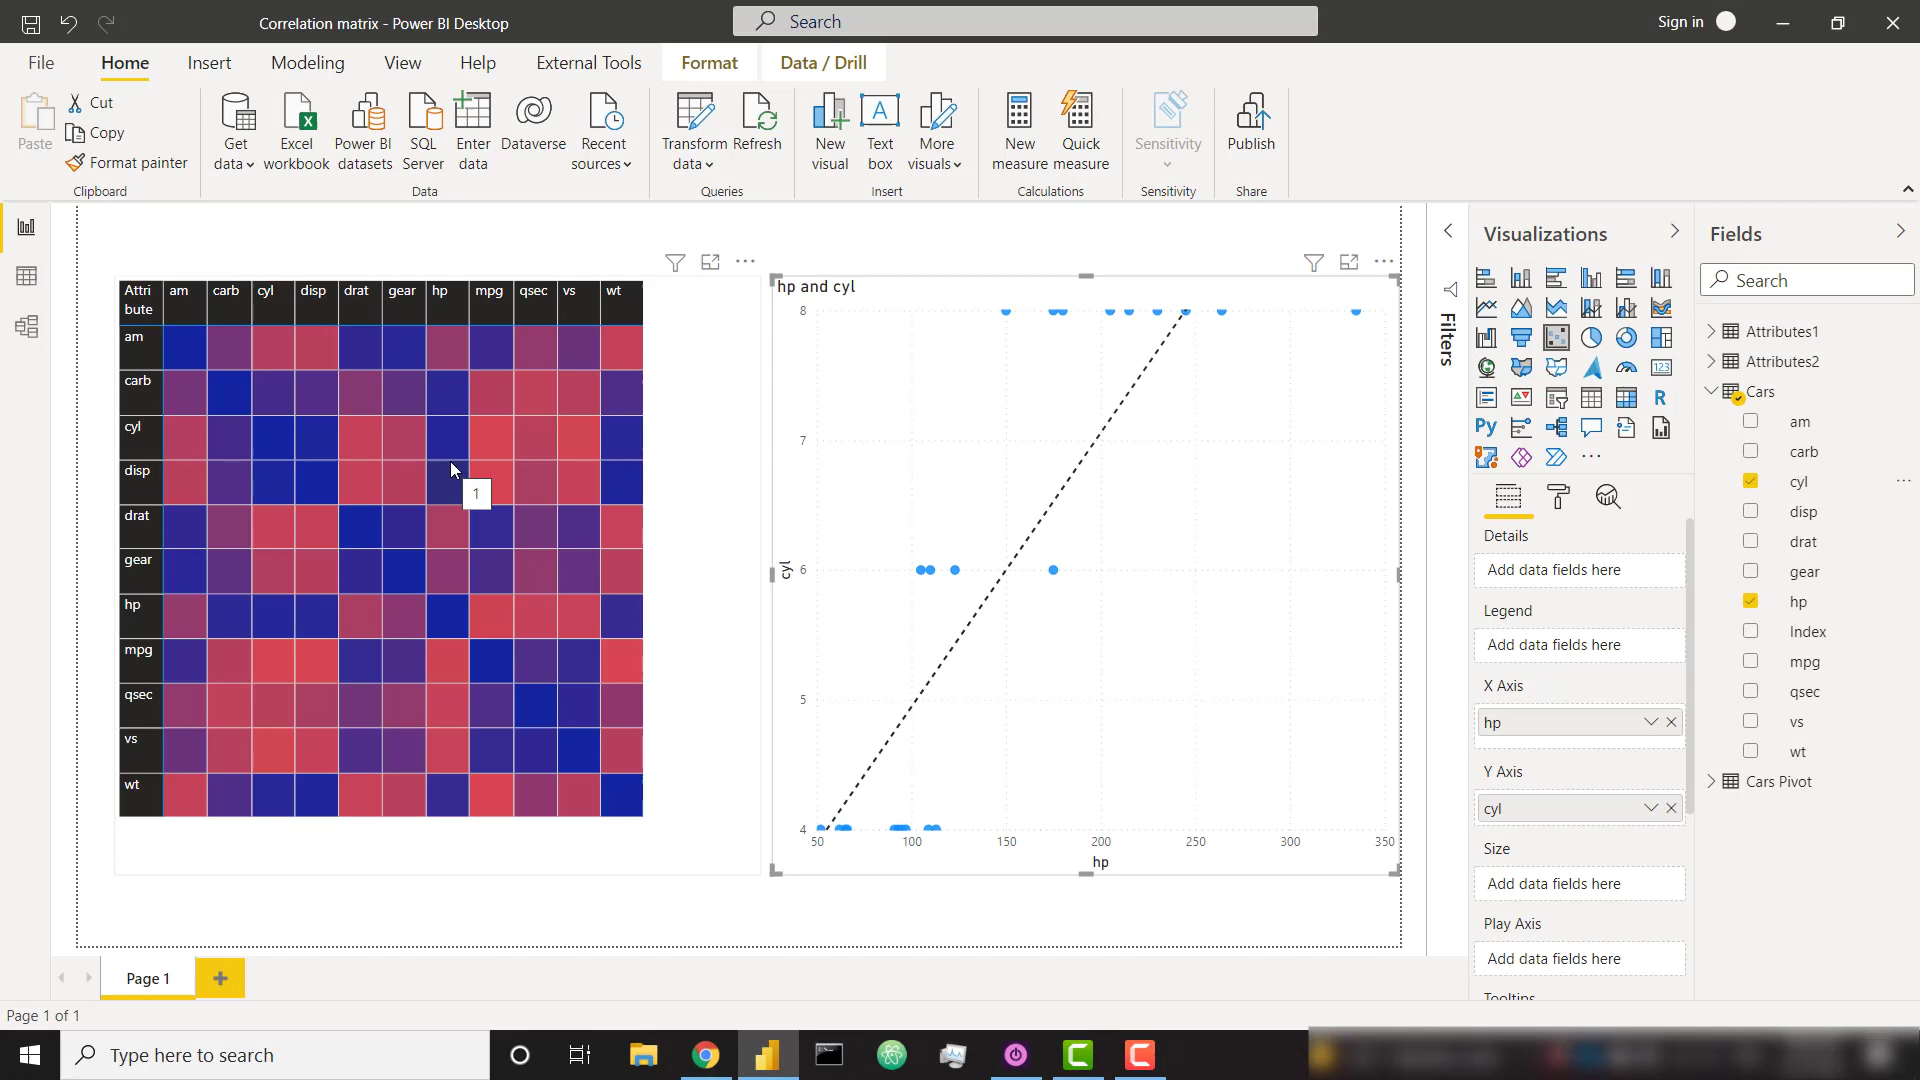 Correlation matrix - Power BI Desktop
Search
Sign in
File Home Insert Modeling View Help External Tools Format Data / Drill
Paste
Cut
Copy
Format painter
Clipboard
Get data
Excel workbook
Power BI datasets
SQL Server
Enter data
Dataverse
Recent sources
Data
Transform data
Refresh
Queries
New visual
Text box
More visuals
Insert
New measure
Quick measure
Calculations
Sensitivity
Sensitivity
Publish
Share
Attri
bute
am carb cyl disp drat gear hp mpg qsec vs wt
am
carb
cyl
disp
drat
gear
hp
mpg
qsec
vs
wt
1
hp and cyl
8
7
6
5
4
cyl
50 100 150 200 250 300 350
hp
Filters
Visualizations
123
R
Py
Details
Add data fields here
Legend
Add data fields here
X Axis
hp
Y Axis
cyl
Size
Add data fields here
Play Axis
Add data fields here
Tooltips
Fields
Search
Attributes1
Attributes2
Cars
am
carb
cyl
disp
drat
gear
hp
Index
mpg
qsec
vs
wt
Cars Pivot
Page 1
Page 1 of 1
Type here to search